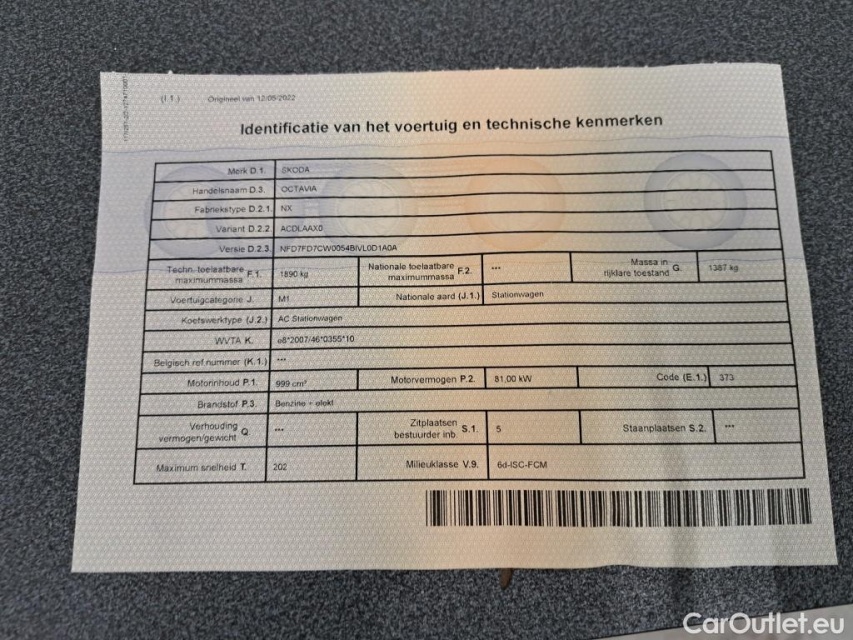 (I.1.) Origineel van 12/05/2022
Identificatie van het voertuig en technische kenmerken
Merk D.1. SKODA
Handelsnaam D.3. OCTAVIA
Fabriekstype D.2.1. NX
Variant D.2.2. ACDLAAX0
Versie D.2.3. NFD7FD7CW0054BIVL0D1A0A
Techn. toelaatbare maximummassa F.1. 1890 kg Nationale toelaatbare maximummassa F.2. *** Massa in rijklare toestand G. 1387 kg
Voertuigcategorie J. M1 Nationale aard (J.1.) Stationwagen
Koetswerktype (J.2.) AC Stationwagen
WVTA K. e8*2007/46*0355*10
Belgisch ref nummer (K.1.) ***
Motorinhoud P.1. 999 cm³ Motorvermogen P.2. 81,00 kW Code (E.1.) 373
Brandstof P.3. Benzine + elekt
Verhouding vermogen/gewicht Q. *** Zitplaatsen bestuurder inb. S.1. 5 Staanplaatsen S.2. ***
Maximum snelheid T. 202 Milieuklasse V.9. 6d-ISC-FCM
CarOutlet.eu